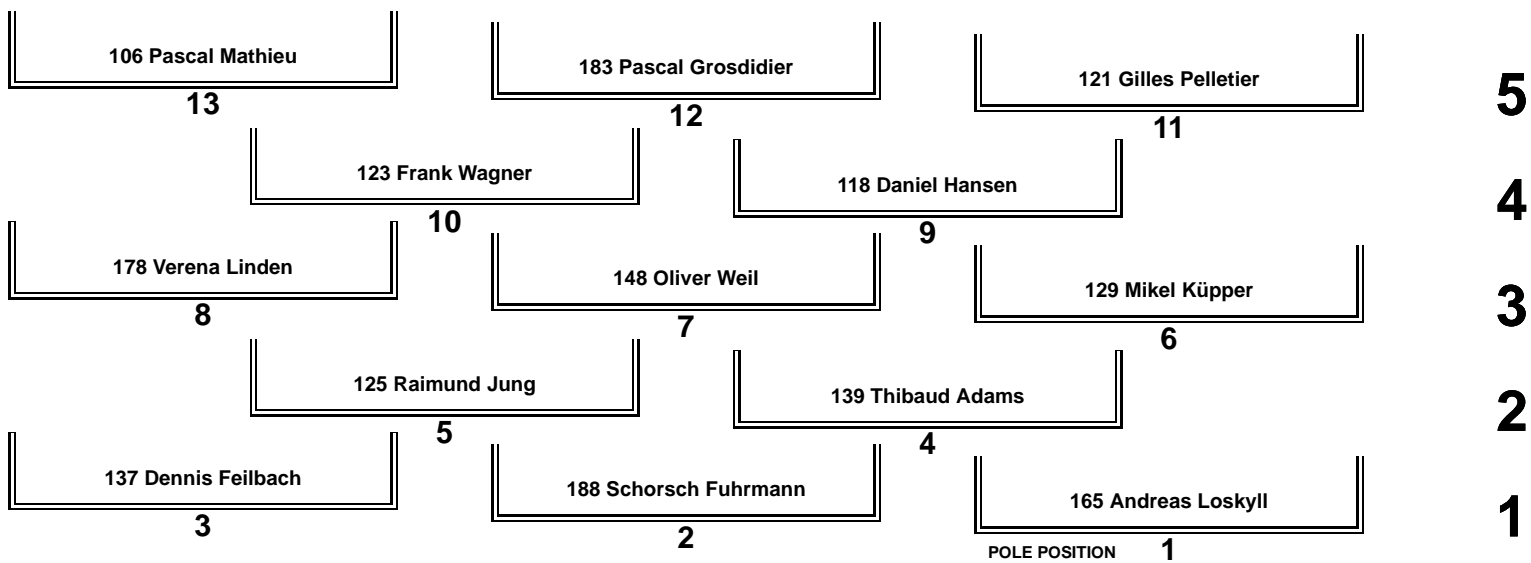 106 Pascal Mathieu
13
183 Pascal Grosdidier
12
121 Gilles Pelletier
11
5
123 Frank Wagner
10
118 Daniel Hansen
9
4
178 Verena Linden
8
148 Oliver Weil
7
129 Mikel Küpper
6
3
125 Raimund Jung
5
139 Thibaud Adams
4
2
137 Dennis Feilbach
3
188 Schorsch Fuhrmann
2
165 Andreas Loskyll
POLE POSITION 1
1